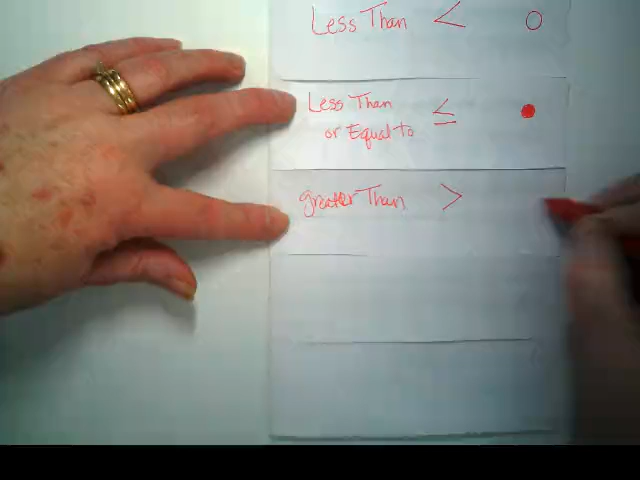 Less Than <
Less Than ≤
or Equal to
greater Than >